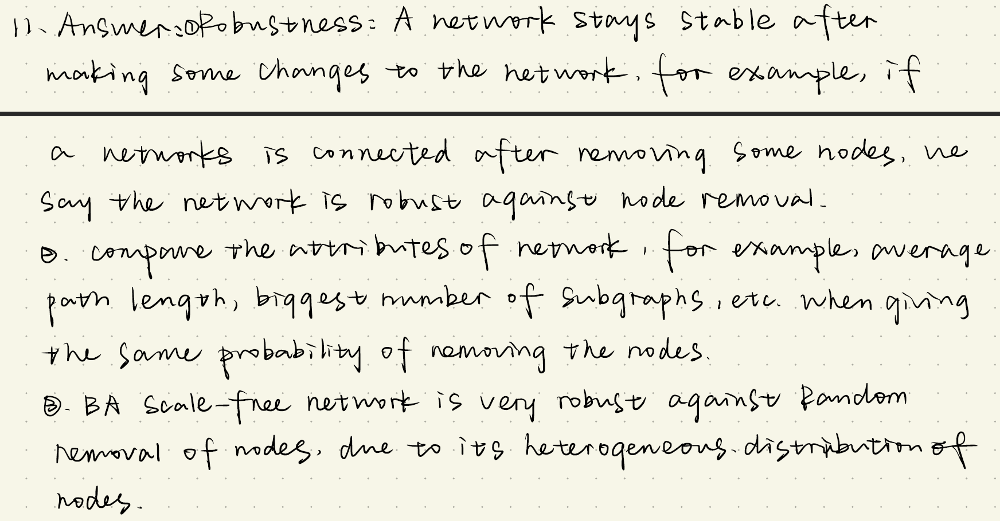 11. Answer: ① Robustness: A network stays stable after
making some changes to the network. for example, if
a networks is connected after removing some nodes, we
say the network is robust against node removal.
②. compare the attributes of network, for example, average
path length, biggest number of subgraphs, etc. when giving
the same probability of removing the nodes.
③. BA Scale-free network is very robust against Random
removal of nodes, due to its heterogeneous distribution of
nodes.